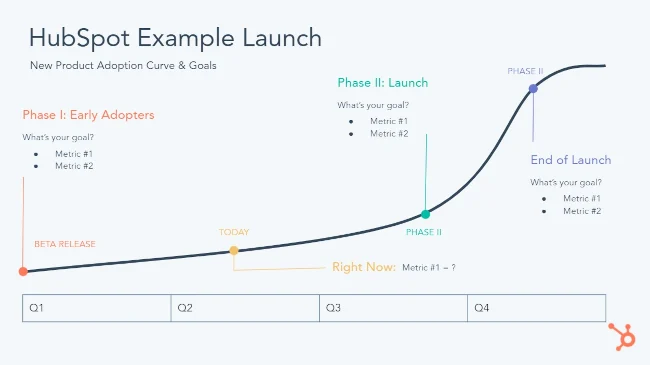 HubSpot Example Launch
New Product Adoption Curve & Goals
Phase I: Early Adopters
What's your goal?
● Metric #1
● Metric #2
BETA RELEASE
TODAY
Right Now: Metric #1 = ?
Phase II: Launch
What's your goal?
● Metric #1
● Metric #2
PHASE II
PHASE II
End of Launch
What's your goal?
● Metric #1
● Metric #2
Q1 Q2 Q3 Q4